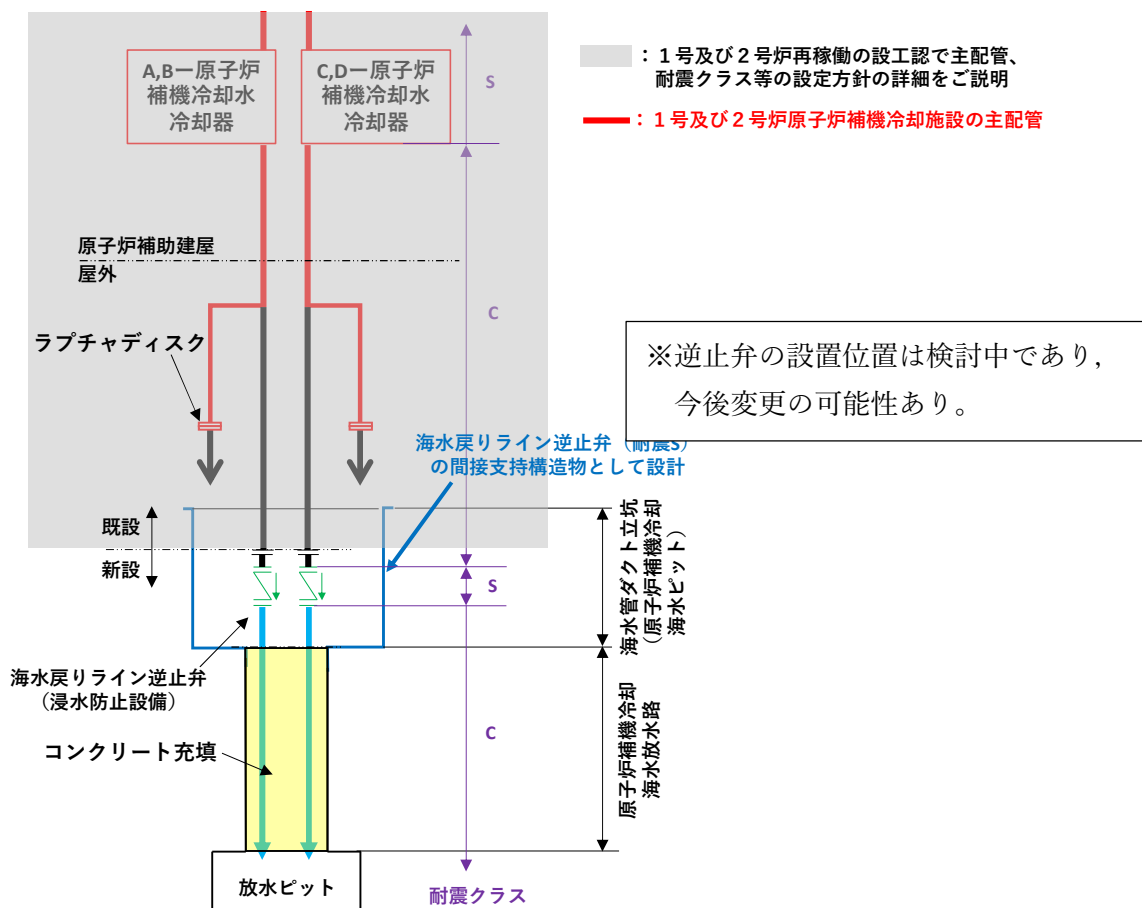 A,B－原子炉
補機冷却水
冷却器
C,D－原子炉
補機冷却水
冷却器
S
：１号及び２号炉再稼働の設工認で主配管、
耐震クラス等の設定方針の詳細をご説明
：１号及び２号炉原子炉補機冷却施設の主配管
原子炉補助建屋
屋外
C
ラプチャディスク
※逆止弁の設置位置は検討中であり，
今後変更の可能性あり。
海水戻りライン逆止弁（耐震S）
の間接支持構造物として設計
既設
新設
S
海水管ダクト立坑
（原子炉補機冷却
海水ピット）
海水戻りライン逆止弁
（浸水防止設備）
コンクリート充填
C
原子炉補機冷却
海水放水路
放水ピット
耐震クラス